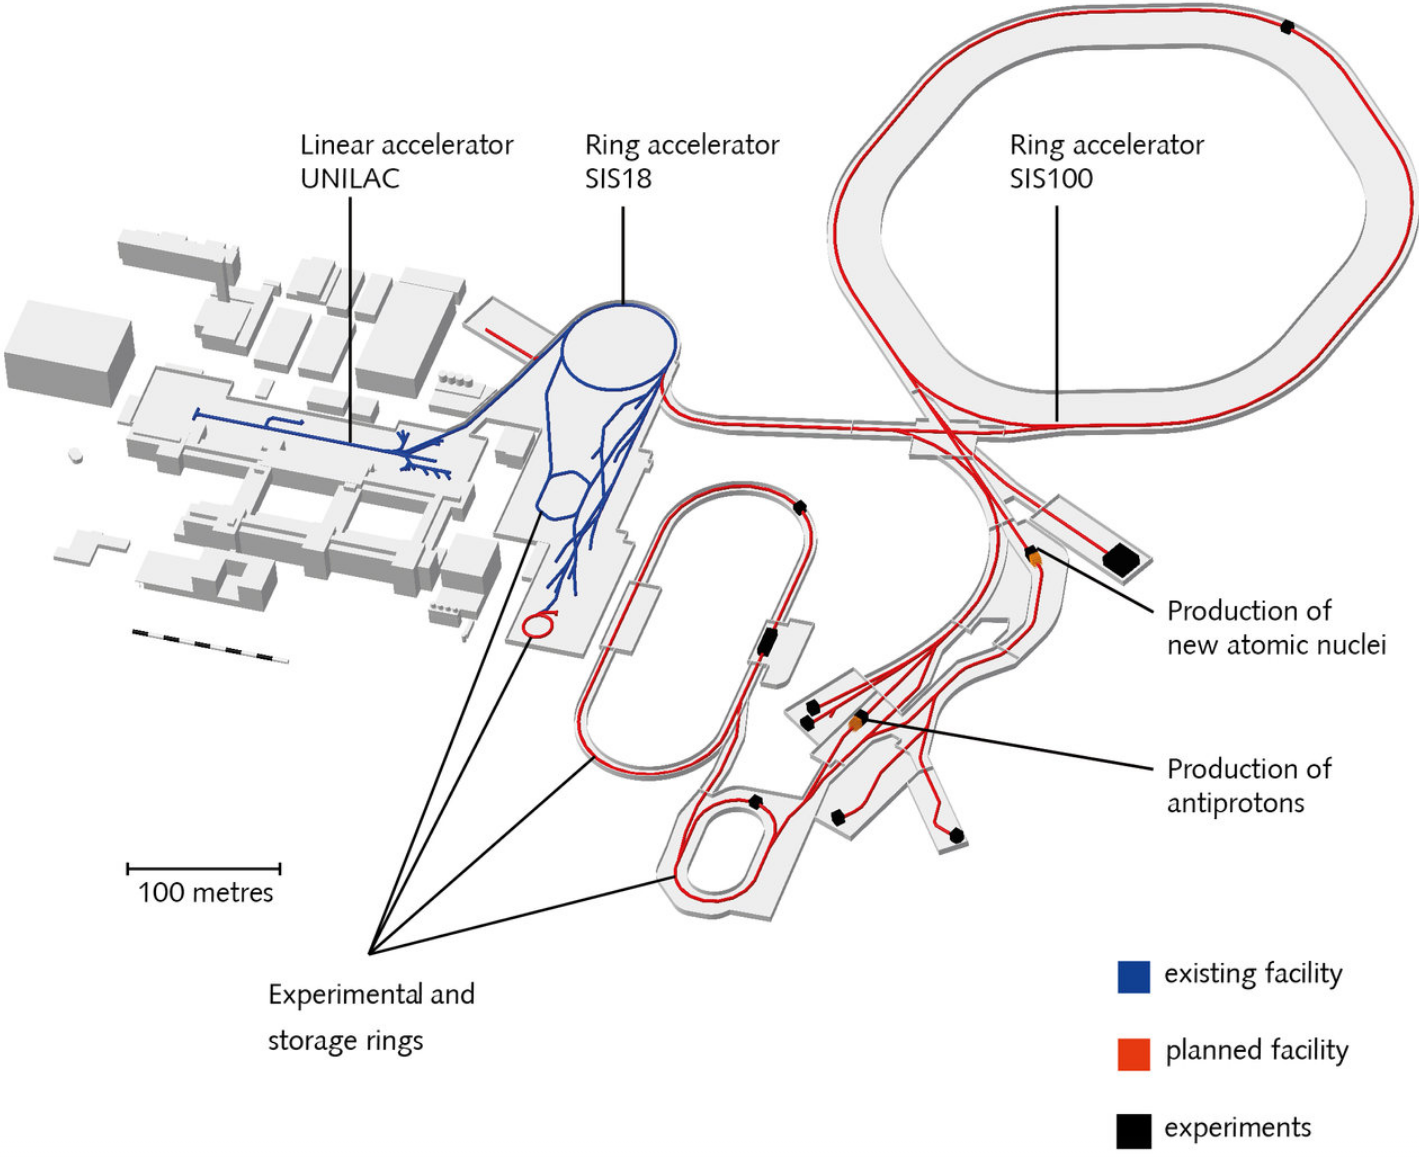 Linear accelerator
UNILAC
Ring accelerator
SIS18
Ring accelerator
SIS100
Production of
new atomic nuclei
Production of
antiprotons
100 metres
Experimental and
storage rings
existing facility
planned facility
experiments